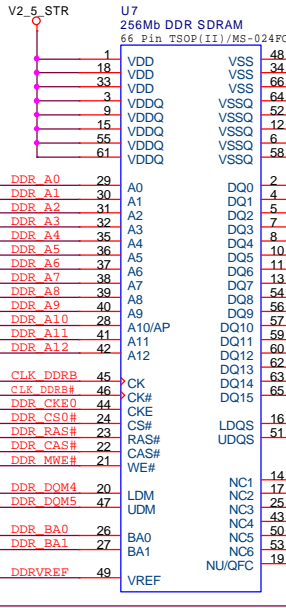 V2_5_STR
U7
256Mb DDR SDRAM
66 Pin TSOP(II)/MS-024FC
1 VDD VSS 48
18 VDD VSS 34
33 VDD VSS 66
3 VDDQ VSSQ 64
9 VDDQ VSSQ 52
15 VDDQ VSSQ 12
55 VDDQ VSSQ 6
61 VDDQ VSSQ 58
DDR_A0 29 A0 DQ0 2
DDR_A1 30 A1 DQ1 4
DDR_A2 31 A2 DQ2 5
DDR_A3 32 A3 DQ3 7
DDR_A4 35 A4 DQ4 8
DDR_A5 36 A5 DQ5 10
DDR_A6 37 A6 DQ6 11
DDR_A7 38 A7 DQ7 13
DDR_A8 39 A8 DQ8 54
DDR_A9 40 A9 DQ9 56
DDR_A10 28 A10/AP DQ10 57
DDR_A11 41 A11 DQ11 59
DDR_A12 42 A12 DQ12 60
DQ13 62
CLK_DDRB 45 CK DQ14 63
CLK_DDRB# 46 CK# DQ15 65
DDR_CKE0 44 CKE
DDR_CS0# 24 CS# LDQS 16
DDR_RAS# 23 RAS# UDQS 51
DDR_CAS# 22 CAS#
DDR_MWE# 21 WE#
NC1 14
DDR_DQM4 20 LDM NC2 17
DDR_DQM5 47 UDM NC3 25
NC4 43
DDR_BA0 26 BA0 NC5 50
DDR_BA1 27 BA1 NC6 53
NU/QFC 19
DDRVREF 49 VREF